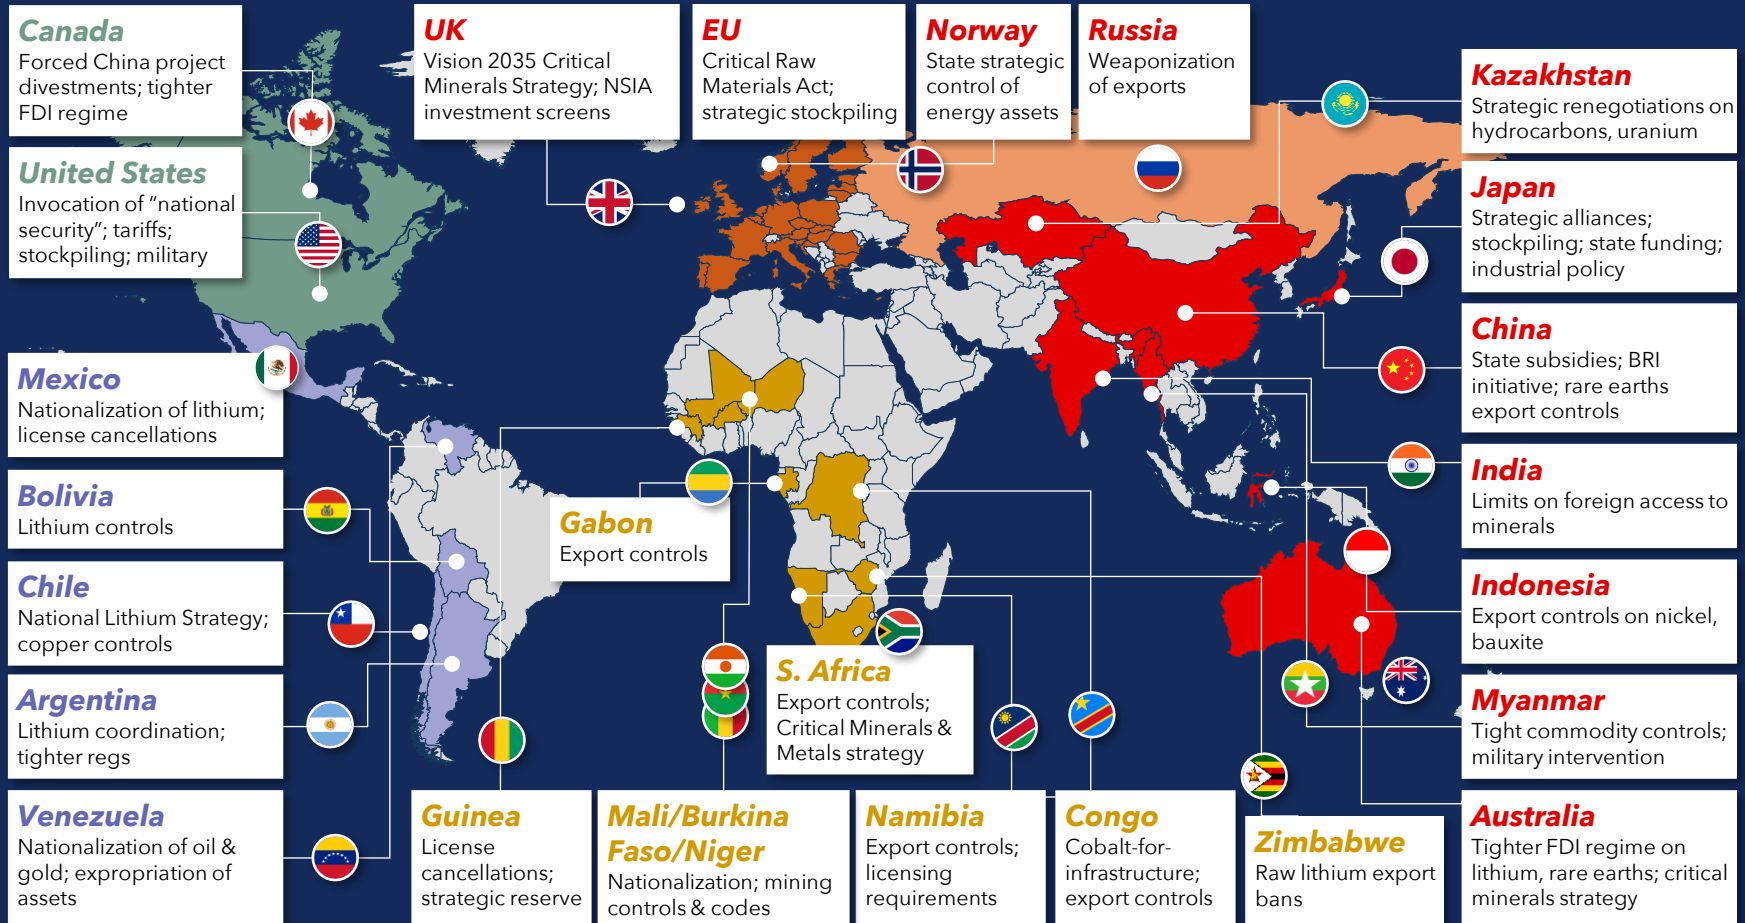 Canada
Forced China project
divestments; tighter
FDI regime
United States
Invocation of “national
security”; tariffs;
stockpiling; military
UK
Vision 2035 Critical
Minerals Strategy; NSIA
investment screens
EU
Critical Raw
Materials Act;
strategic stockpiling
Norway
State strategic
control of
energy assets
Russia
Weaponization
of exports
Kazakhstan
Strategic renegotiations on
hydrocarbons, uranium
Japan
Strategic alliances;
stockpiling; state funding;
industrial policy
China
State subsidies; BRI
initiative; rare earths
export controls
India
Limits on foreign access to
minerals
Indonesia
Export controls on nickel,
bauxite
Myanmar
Tight commodity controls;
military intervention
Australia
Tighter FDI regime on
lithium, rare earths; critical
minerals strategy
Mexico
Nationalization of lithium;
license cancellations
Bolivia
Lithium controls
Chile
National Lithium Strategy;
copper controls
Argentina
Lithium coordination;
tighter regs
Venezuela
Nationalization of oil &
gold; expropriation of
assets
Gabon
Export controls
S. Africa
Export controls;
Critical Minerals &
Metals strategy
Guinea
License
cancellations;
strategic reserve
Mali/Burkina
Faso/Niger
Nationalization; mining
controls & codes
Namibia
Export controls;
licensing
requirements
Congo
Cobalt-for-
infrastructure;
export controls
Zimbabwe
Raw lithium export
bans